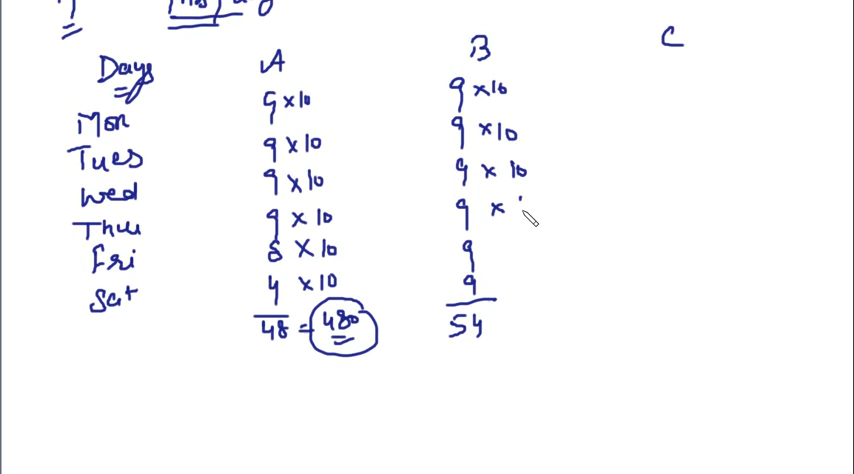 Days A B C
Mon 9 × 10 9 × 10
Tues 9 × 10 9 × 10
Wed 9 × 10 9 × 10
Thu 9 × 10 9 ×
Fri 8 × 10 9
Sat 4 × 10 9
48 = 480 54